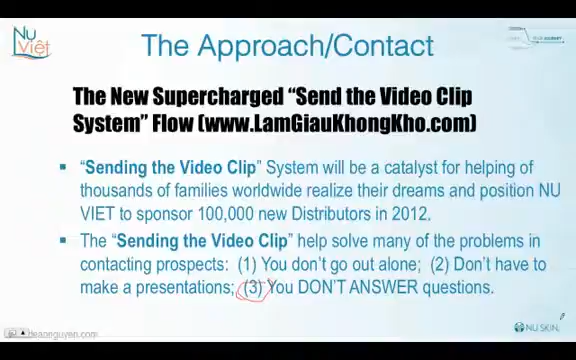 Nu
Việt
The Approach/Contact
The New Supercharged “Send the Video Clip
System” Flow (www.LamGiauKhongKho.com)
“Sending the Video Clip” System will be a catalyst for helping of
thousands of families worldwide realize their dreams and position NU
VIET to sponsor 100,000 new Distributors in 2012.
The “Sending the Video Clip” help solve many of the problems in
contacting prospects: (1) You don’t go out alone; (2) Don’t have to
make a presentations; (3) You DON’T ANSWER questions.
NU SKIN